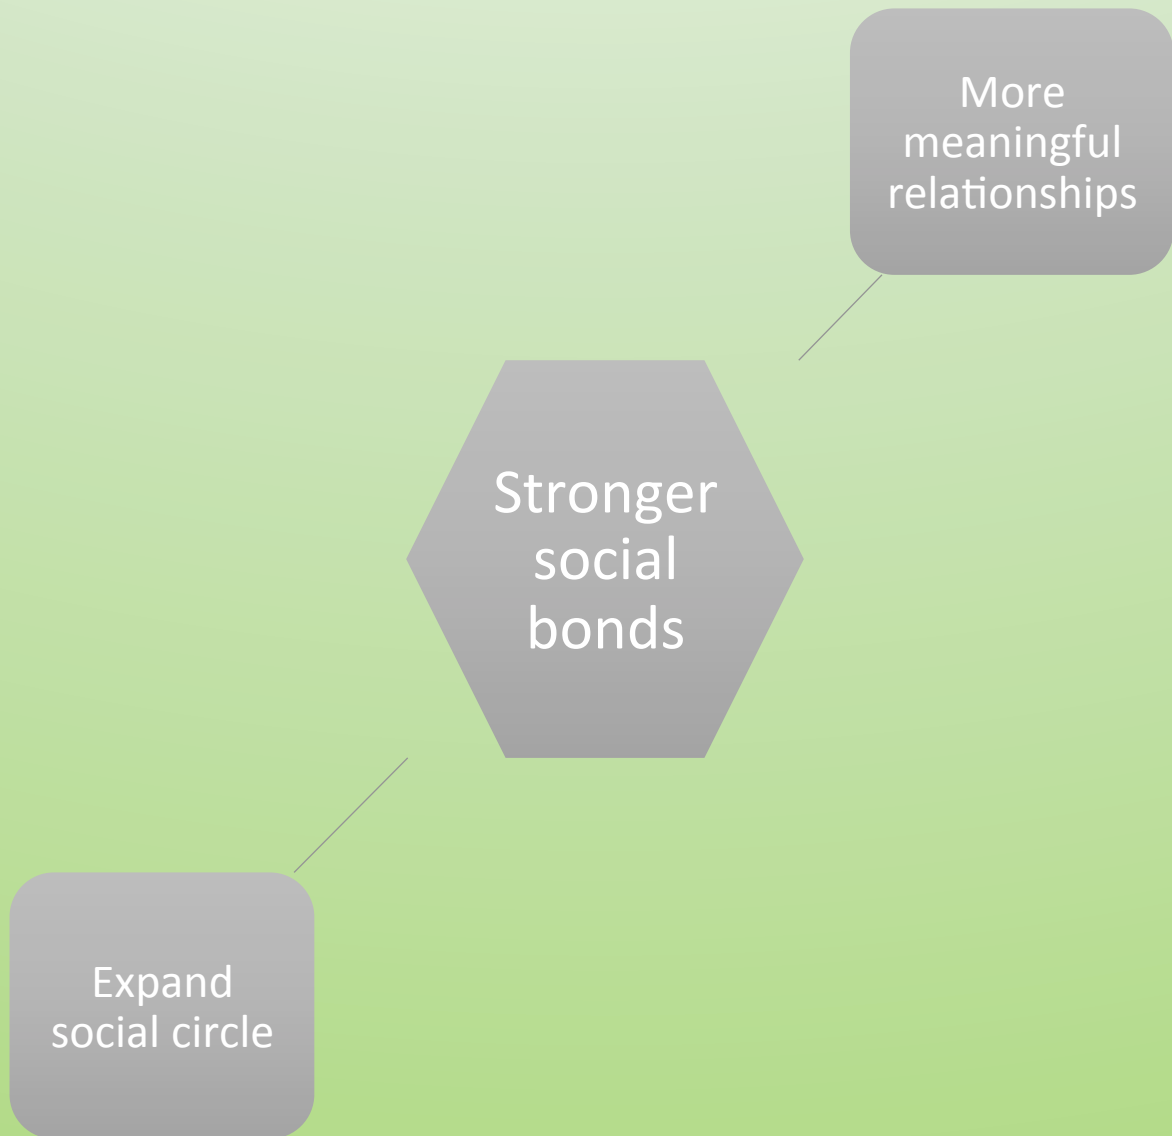 More
meaningful
relationships
Stronger
social
bonds
Expand
social circle